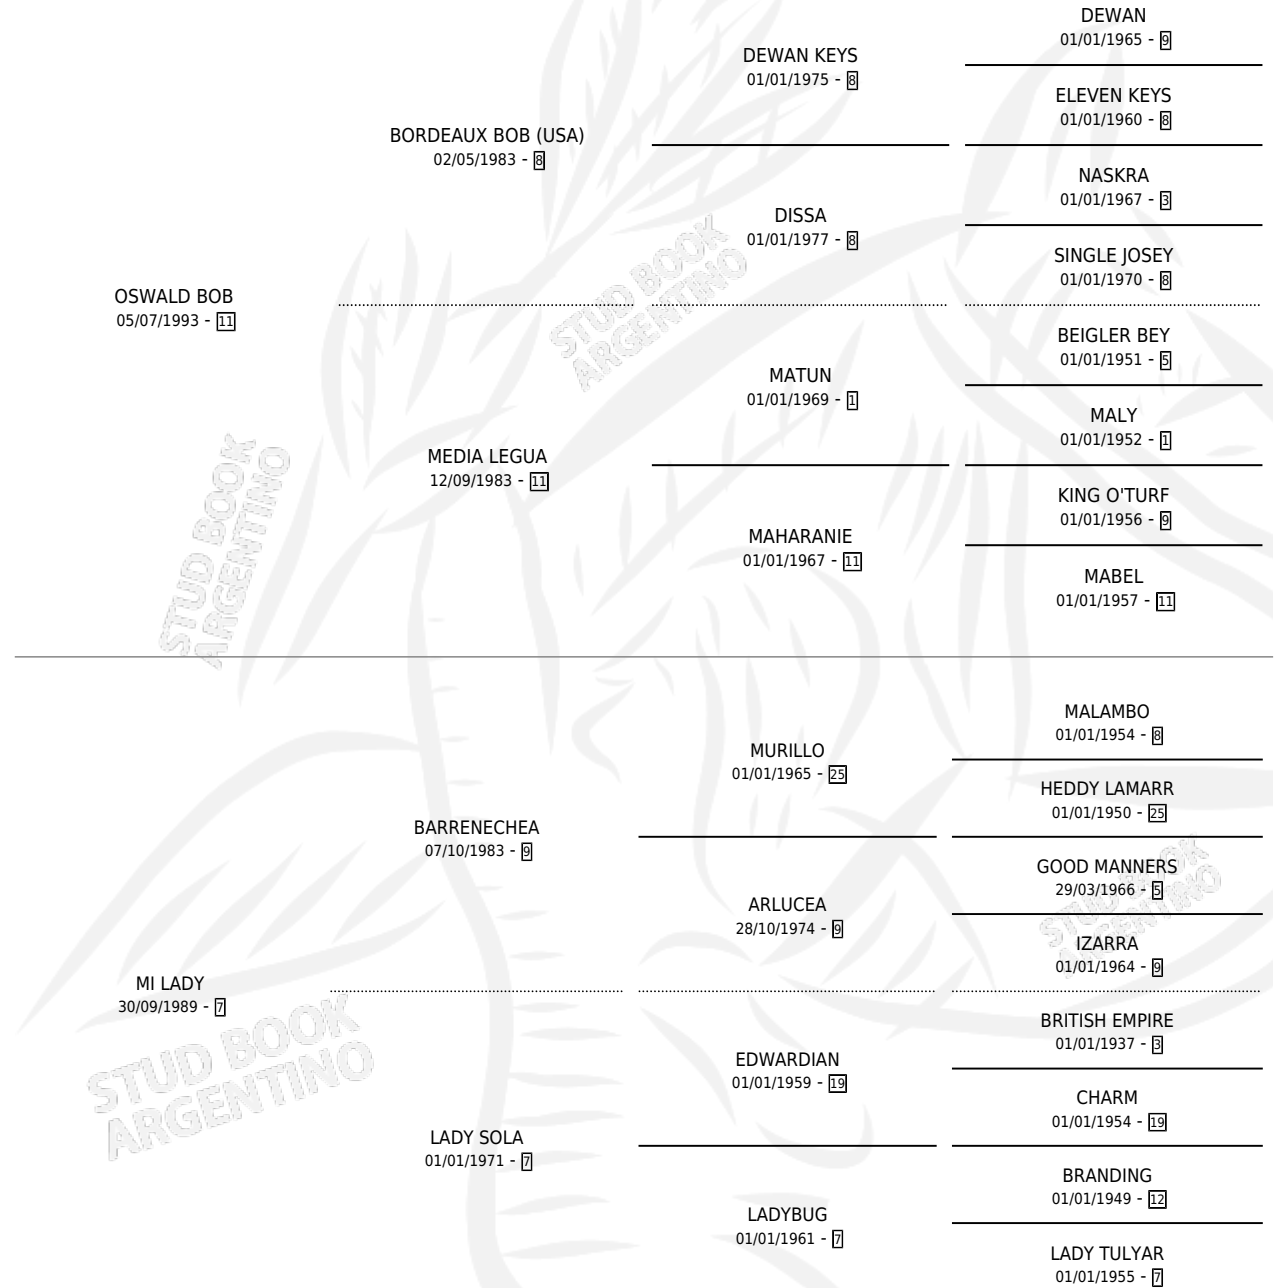 DEWAN
01/01/1965 - 9
DEWAN KEYS
01/01/1975 - 8
ELEVEN KEYS
01/01/1960 - 8
BORDEAUX BOB (USA)
02/05/1983 - 8
NASKRA
01/01/1967 - 3
DISSA
01/01/1977 - 8
SINGLE JOSEY
01/01/1970 - 8
OSWALD BOB
05/07/1993 - 11
BEIGLER BEY
01/01/1951 - 5
MATUN
01/01/1969 - 1
MALY
01/01/1952 - 1
MEDIA LEGUA
12/09/1983 - 11
KING O'TURF
01/01/1956 - 9
MAHARANIE
01/01/1967 - 11
MABEL
01/01/1957 - 11
MALAMBO
01/01/1954 - 8
MURILLO
01/01/1965 - 25
HEDDY LAMARR
01/01/1950 - 25
BARRENECHEA
07/10/1983 - 9
GOOD MANNERS
29/03/1966 - 5
ARLUCEA
28/10/1974 - 9
IZARRA
01/01/1964 - 9
MI LADY
30/09/1989 - 7
BRITISH EMPIRE
01/01/1937 - 3
EDWARDIAN
01/01/1959 - 19
CHARM
01/01/1954 - 19
LADY SOLA
01/01/1971 - 7
BRANDING
01/01/1949 - 12
LADYBUG
01/01/1961 - 7
LADY TULYAR
01/01/1955 - 7
STUD BOOK
ARGENTINO
STUD BOOK
ARGENTINO
STUD BOOK
ARGENTINO
STUD BOOK
ARGENTINO